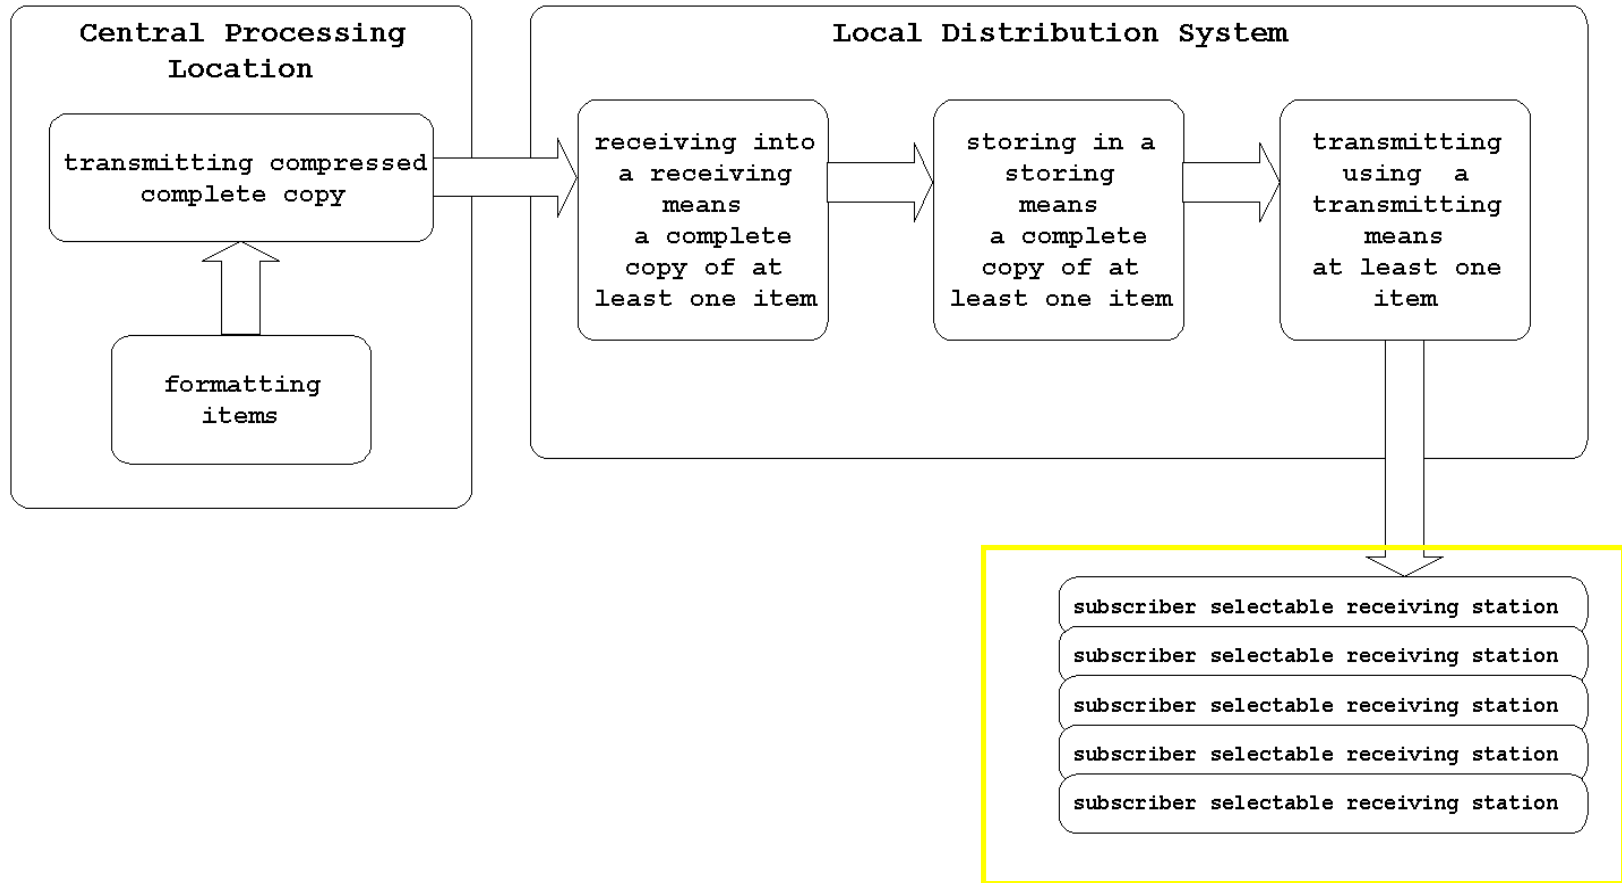 Central Processing
Location
transmitting compressed
complete copy
formatting
items
Local Distribution System
receiving into
a receiving
means
a complete
copy of at
least one item
storing in a
storing
means
a complete
copy of at
least one item
transmitting
using a
transmitting
means
at least one
item
subscriber selectable receiving station
subscriber selectable receiving station
subscriber selectable receiving station
subscriber selectable receiving station
subscriber selectable receiving station